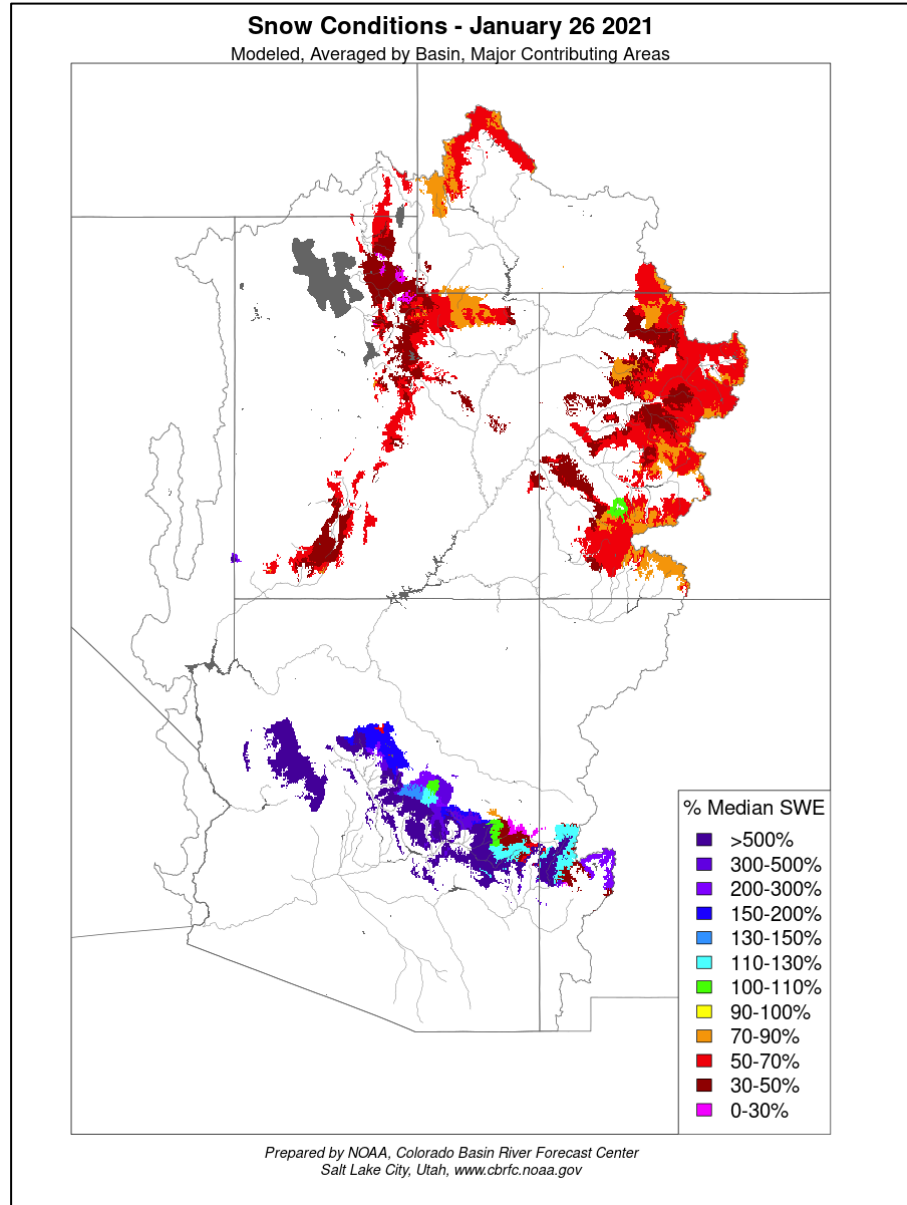 Snow Conditions - January 26 2021
Modeled, Averaged by Basin, Major Contributing Areas
% Median SWE
>500%
300-500%
200-300%
150-200%
130-150%
110-130%
100-110%
90-100%
70-90%
50-70%
30-50%
0-30%
Prepared by NOAA, Colorado Basin River Forecast Center
Salt Lake City, Utah, www.cbrfc.noaa.gov